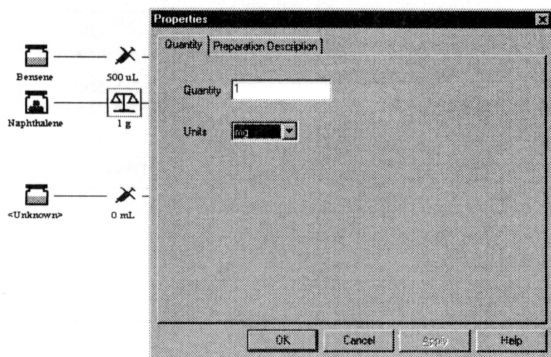 Properties
Quantity Preparation Description
Benzene 500 uL
Quantity 1
Naphthalene 1 g
Units mg
<Unknown> 0 mL
OK Cancel Apply Help